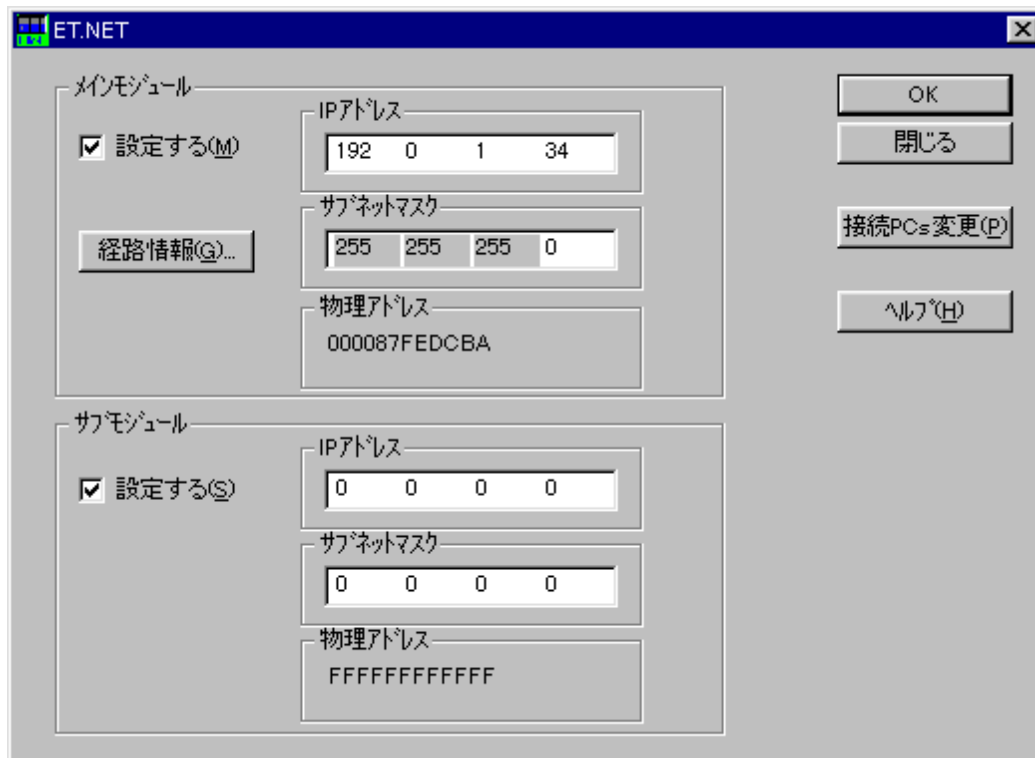 ET.NET
メインモジュール
設定する(M)
IPアドレス
192 0 1 34
サブネットマスク
255 255 255 0
経路情報(G)...
物理アドレス
000087FEDCBA
サブモジュール
設定する(S)
IPアドレス
0 0 0 0
サブネットマスク
0 0 0 0
物理アドレス
FFFFFFFFFFFF
OK
閉じる
接続PCs変更(P)
ヘルプ(H)